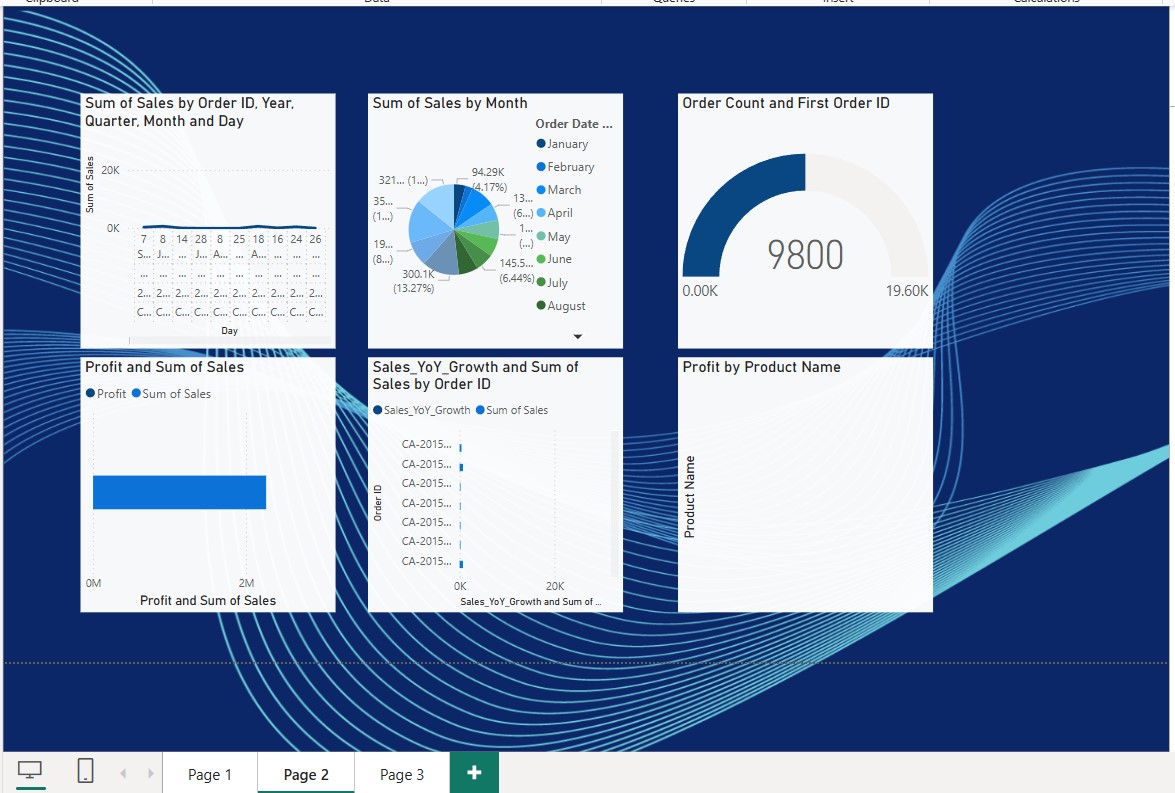 Clipboard
Data
Queries
Insert
Calculations
Sum of Sales by Order ID, Year,
Quarter, Month and Day
Sum of Sales
20K
0K
7 8 14 28 8 25 18 16 24 26
S... J... ... J... A... ... A... ... ... ...
... ... ... ... ... ... ... ... ... ...
2... 2... 2... 2... 2... 2... 2... 2... 2... 2...
C... C... C... C... C... C... C... C... C... C...
Day
Sum of Sales by Month
Order Date ...
January
February
March
April
May
June
July
August
94.29K
(4.17%)
13...
(6...)
1...
(...)
145.5...
(6.44%)
300.1K
(13.27%)
19...
(8...)
35...
(1...)
321... (1...)
Order Count and First Order ID
9800
0.00K
19.60K
Profit and Sum of Sales
Profit Sum of Sales
0M
2M
Profit and Sum of Sales
Sales_YoY_Growth and Sum of
Sales by Order ID
Sales_YoY_Growth Sum of Sales
Order ID
CA-2015...
CA-2015...
CA-2015...
CA-2015...
CA-2015...
CA-2015...
CA-2015...
0K
20K
Sales_YoY_Growth and Sum of ...
Profit by Product Name
Product Name
Page 1
Page 2
Page 3
+